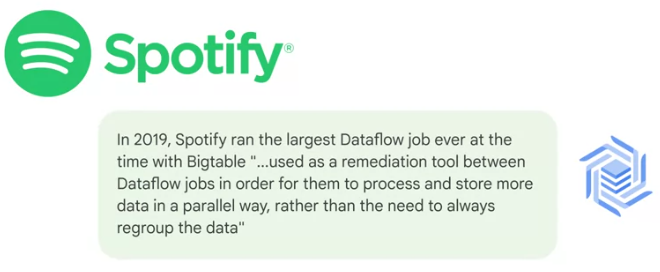 Spotify®
In 2019, Spotify ran the largest Dataflow job ever at the
time with Bigtable "...used as a remediation tool between
Dataflow jobs in order for them to process and store more
data in a parallel way, rather than the need to always
regroup the data"